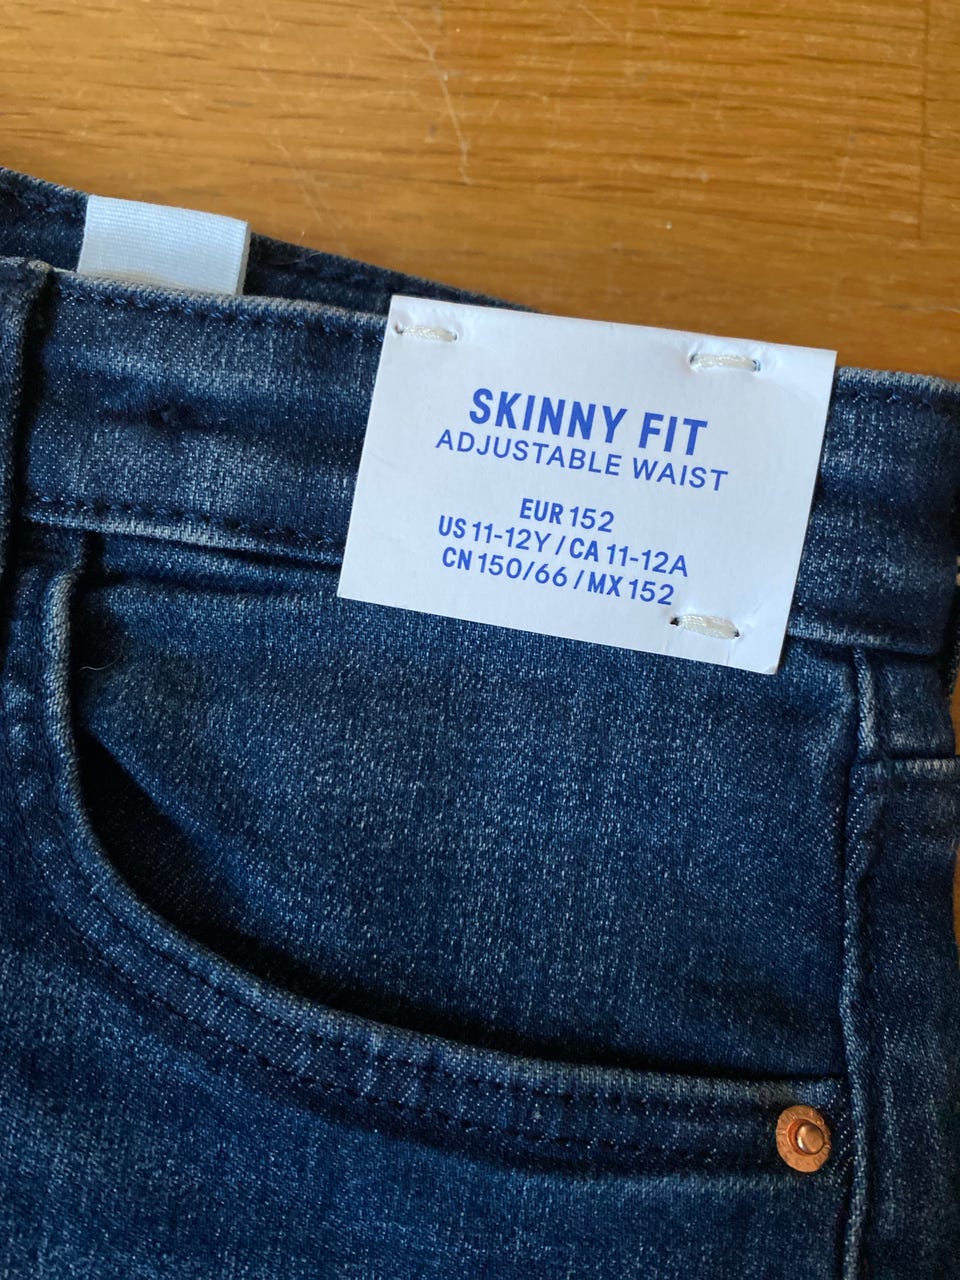 SKINNY FIT
ADJUSTABLE WAIST
EUR 152
US 11-12Y / CA 11-12A
CN 150/66 / MX 152